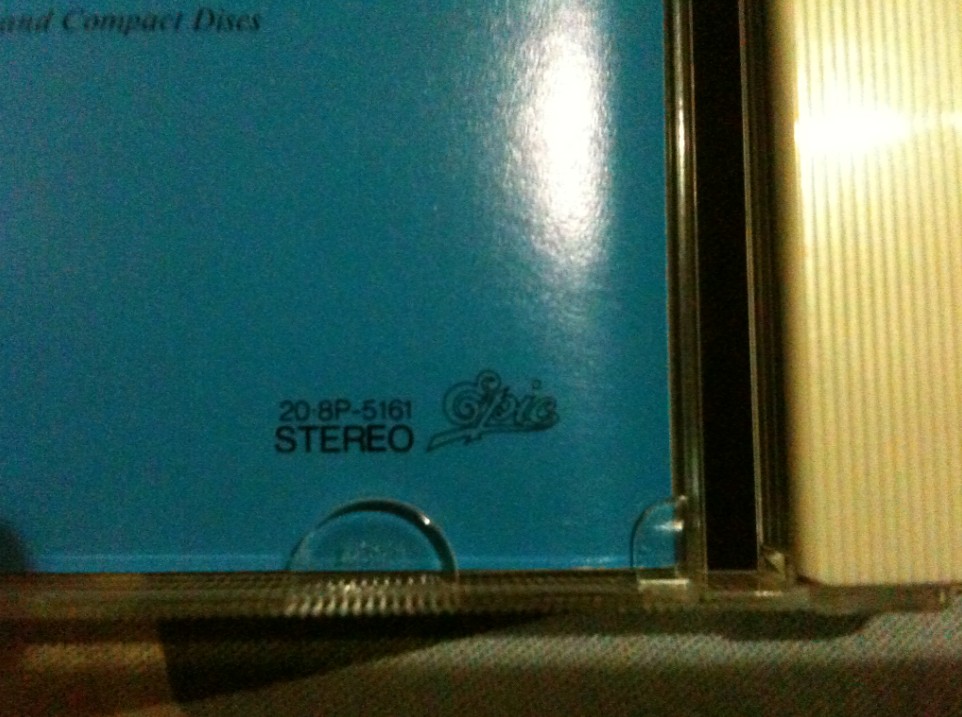 and Compact Discs
20·8P-5161
STEREO
Epic